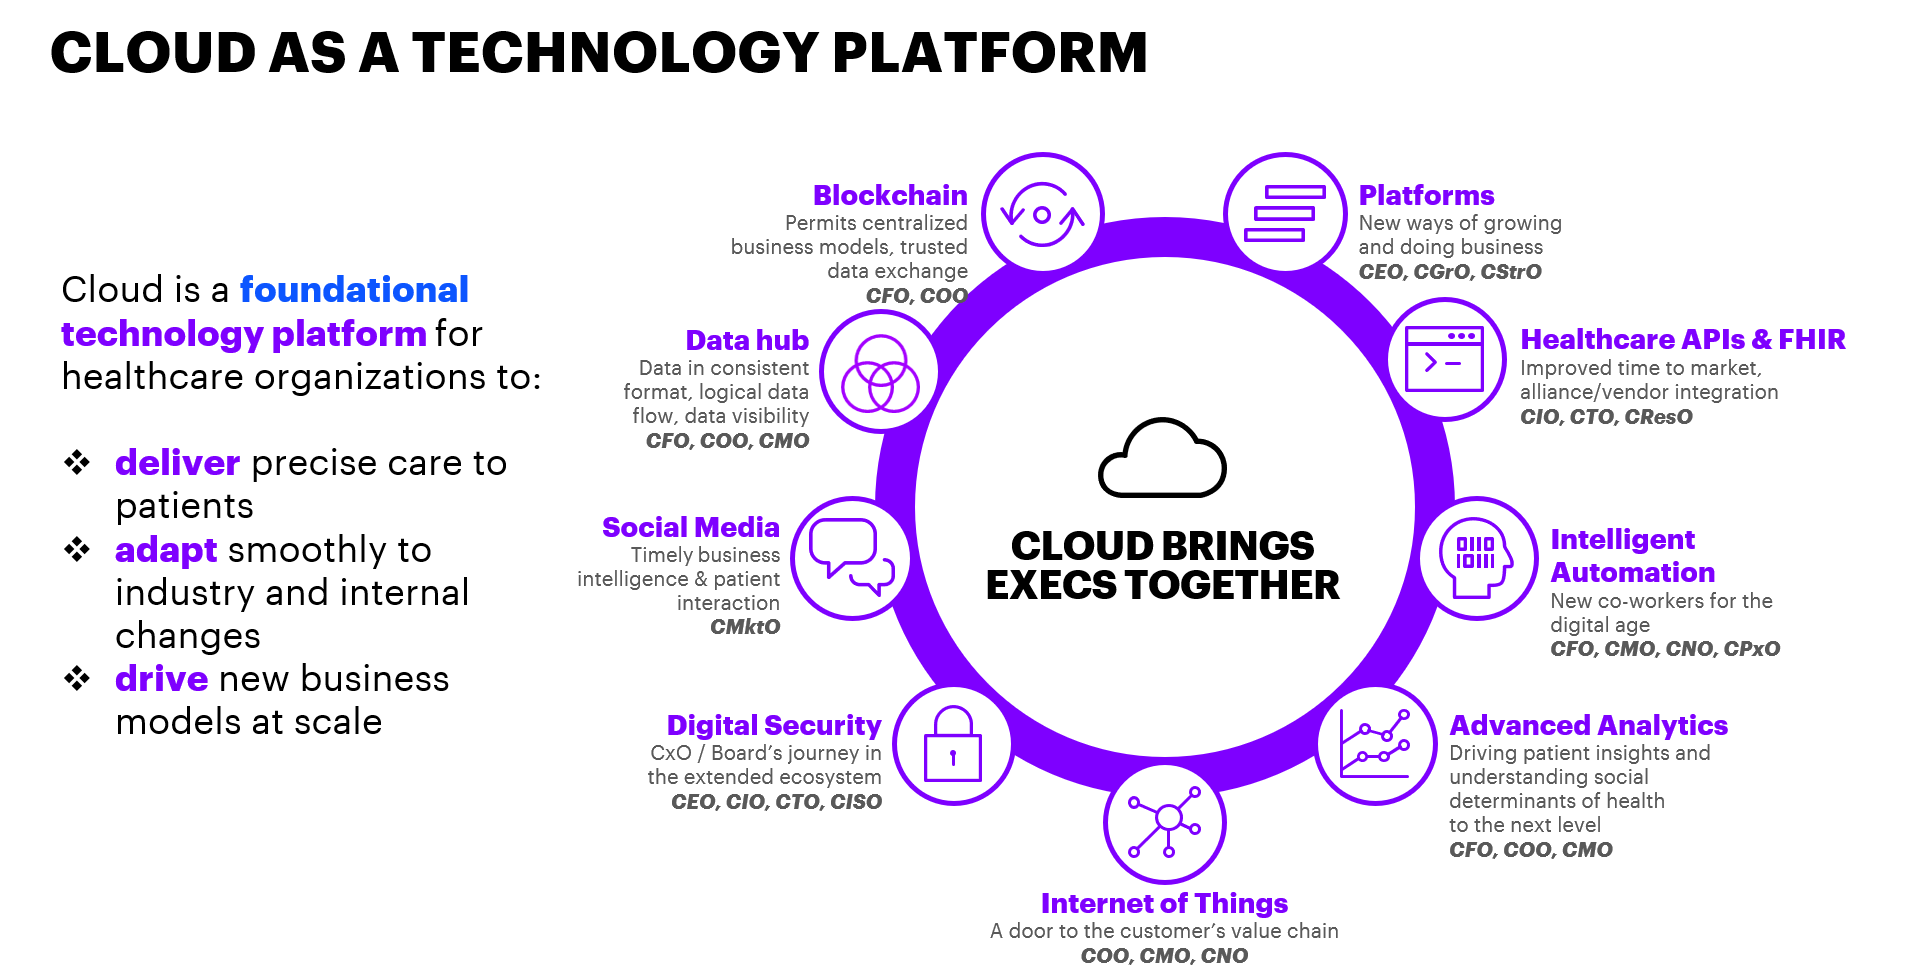 CLOUD AS A TECHNOLOGY PLATFORM
Cloud is a foundational
technology platform for
healthcare organizations to:
❖ deliver precise care to
patients
❖ adapt smoothly to
industry and internal
changes
❖ drive new business
models at scale
Blockchain
Permits centralized
business models, trusted
data exchange
CFO, COO
Platforms
New ways of growing
and doing business
CEO, CGrO, CStrO
Data hub
Data in consistent
format, logical data
flow, data visibility
CFO, COO, CMO
Healthcare APIs & FHIR
Improved time to market,
alliance/vendor integration
CIO, CTO, CResO
CLOUD BRINGS
EXECS TOGETHER
Social Media
Timely business
intelligence & patient
interaction
CMktO
Intelligent
Automation
New co-workers for the
digital age
CFO, CMO, CNO, CPxO
Digital Security
CxO / Board’s journey in
the extended ecosystem
CEO, CIO, CTO, CISO
Advanced Analytics
Driving patient insights and
understanding social
determinants of health
to the next level
CFO, COO, CMO
Internet of Things
A door to the customer’s value chain
COO, CMO, CNO